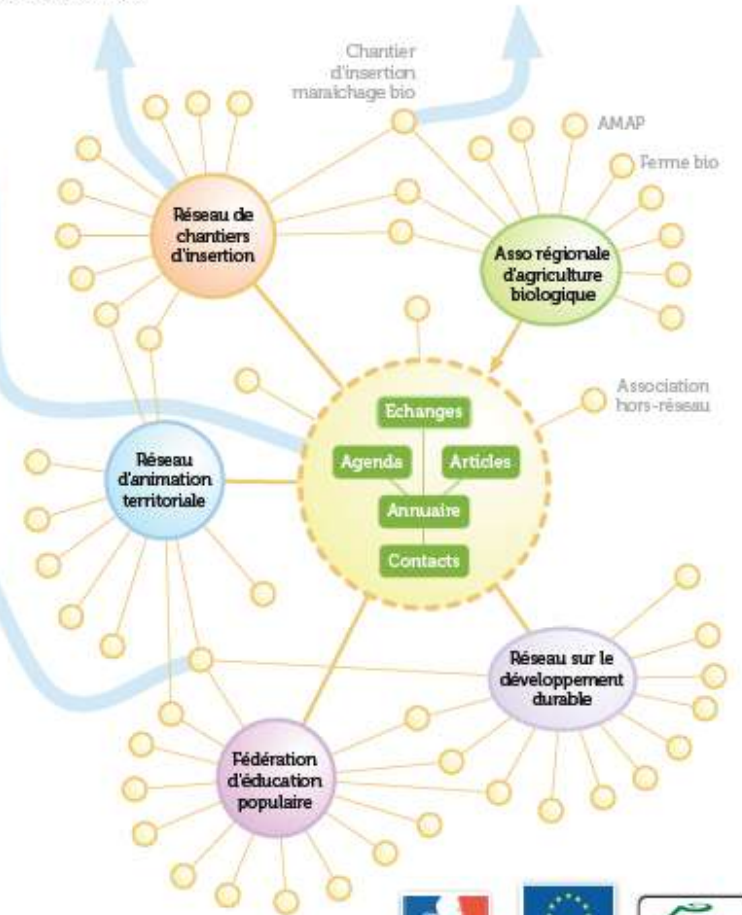 Chantier
d'insertion
maraîchage bio
AMAP
Ferme bio
Réseau de
chantiers
d'insertion
Asso régionale
d'agriculture
biologique
Association
hors-réseau
Echanges
Agenda
Articles
Annuaire
Contacts
Réseau
d'animation
territoriale
Réseau sur le
développement
durable
Fédération
d'éducation
populaire